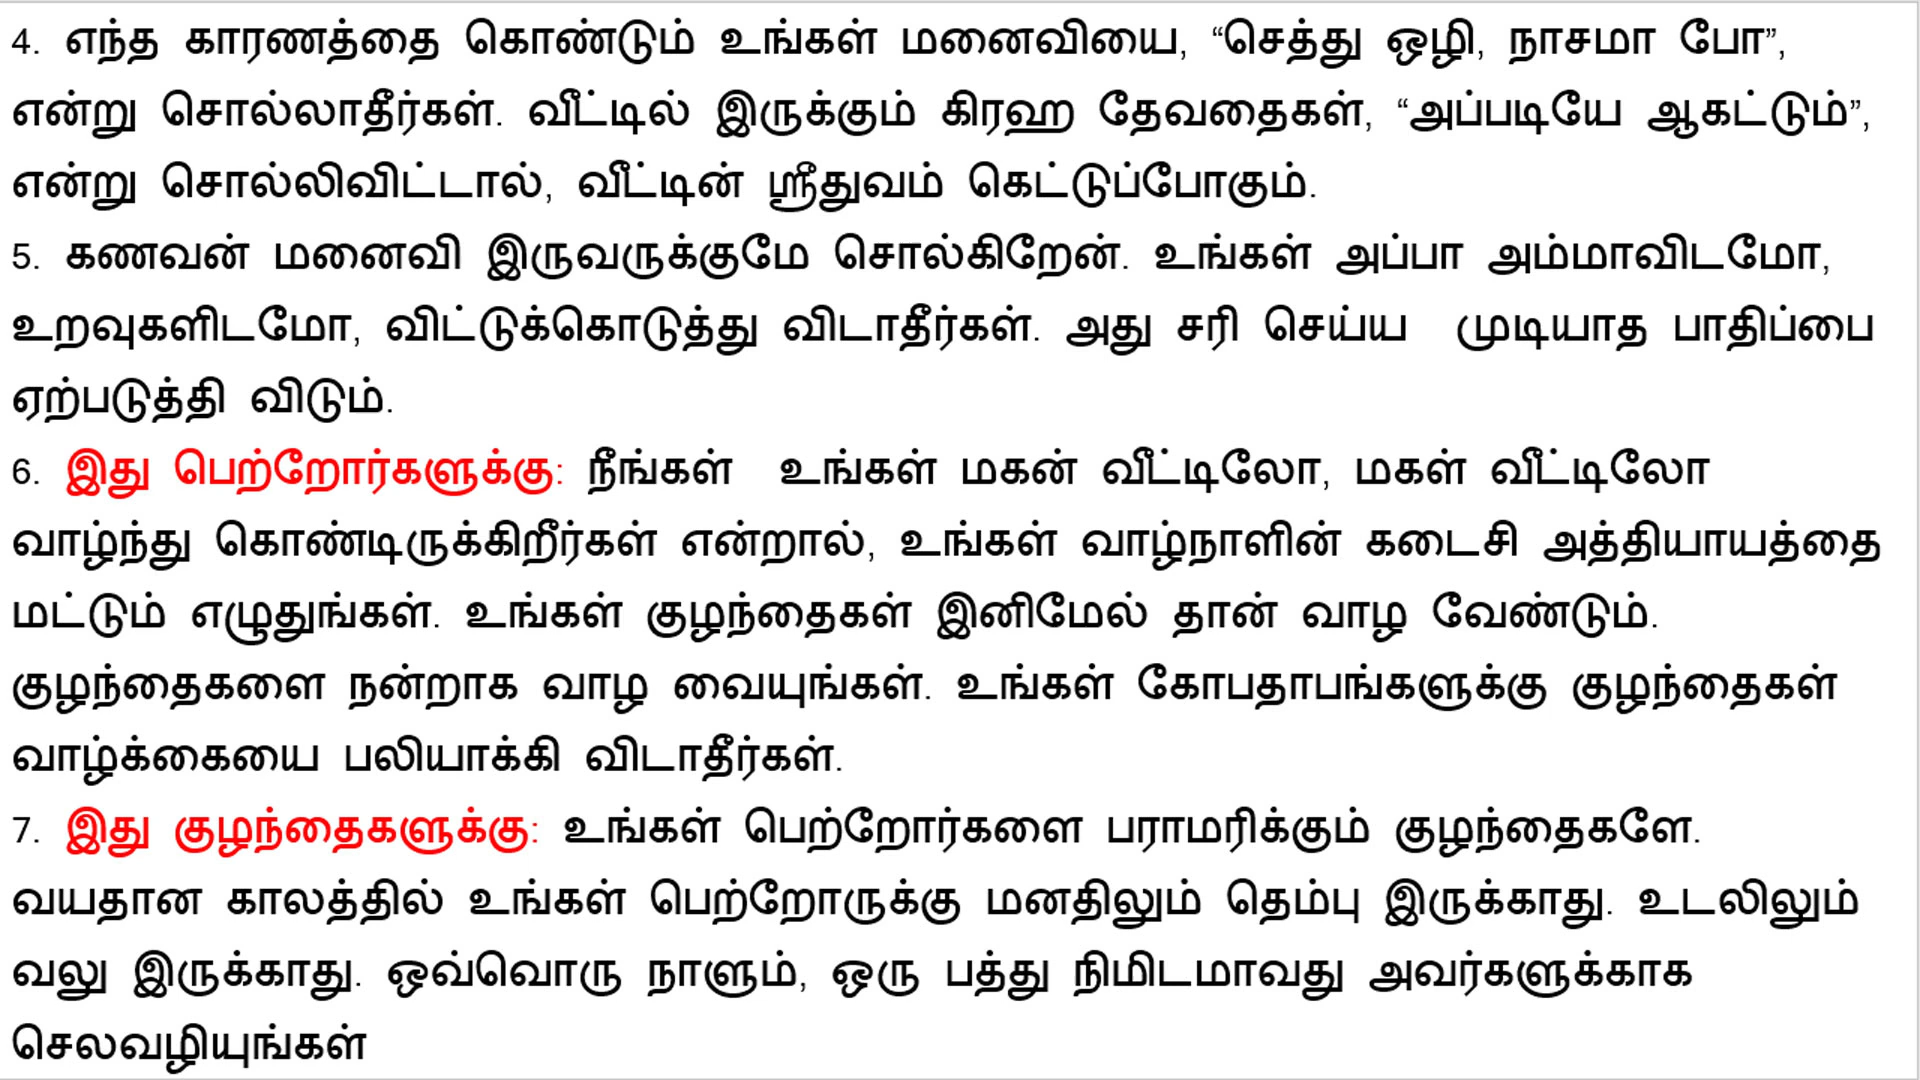 4. எந்த காரணத்தை கொண்டும் உங்கள் மனைவியை, “செத்து ஒழி, நாசமா போ”,
என்று சொல்லாதீர்கள். வீட்டில் இருக்கும் கிரஹ தேவதைகள், “அப்படியே ஆகட்டும்”,
என்று சொல்லிவிட்டால், வீட்டின் ஸ்ரீதுவம் கெட்டுப்போகும்.
5. கணவன் மனைவி இருவருக்குமே சொல்கிறேன். உங்கள் அப்பா அம்மாவிடமோ,
உறவுகளிடமோ, விட்டுக்கொடுத்து விடாதீர்கள். அது சரி செய்ய முடியாத பாதிப்பை
ஏற்படுத்தி விடும்.
6. இது பெற்றோர்களுக்கு: நீங்கள் உங்கள் மகன் வீட்டிலோ, மகள் வீட்டிலோ
வாழ்ந்து கொண்டிருக்கிறீர்கள் என்றால், உங்கள் வாழ்நாளின் கடைசி அத்தியாயத்தை
மட்டும் எழுதுங்கள். உங்கள் குழந்தைகள் இனிமேல் தான் வாழ வேண்டும்.
குழந்தைகளை நன்றாக வாழ வையுங்கள். உங்கள் கோபதாபங்களுக்கு குழந்தைகள்
வாழ்க்கையை பலியாக்கி விடாதீர்கள்.
7. இது குழந்தைகளுக்கு: உங்கள் பெற்றோர்களை பராமரிக்கும் குழந்தைகளே.
வயதான காலத்தில் உங்கள் பெற்றோருக்கு மனதிலும் தெம்பு இருக்காது. உடலிலும்
வலு இருக்காது. ஒவ்வொரு நாளும், ஒரு பத்து நிமிடமாவது அவர்களுக்காக
செலவழியுங்கள்